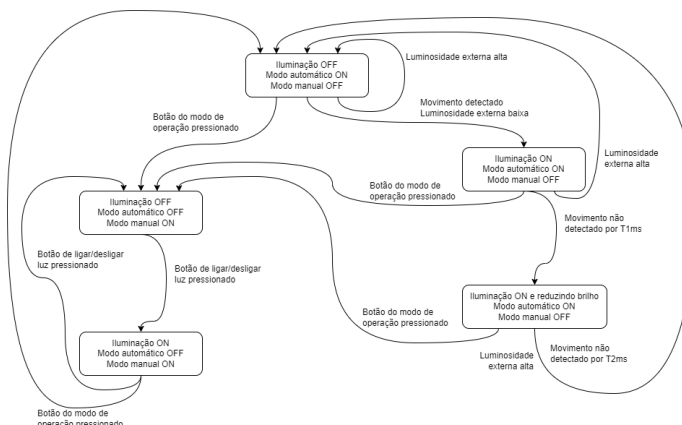 Iluminação OFF
Modo automático ON
Modo manual OFF
Luminosidade externa alta
Botão do modo de
operação pressionado
Movimento detectado
Luminosidade externa baixa
Iluminação ON
Modo automático ON
Modo manual OFF
Luminosidade
externa alta
Botão do modo de
operação pressionado
Iluminação OFF
Modo automático OFF
Modo manual ON
Movimento não
detectado por T1ms
Botão de ligar/desligar
luz pressionado
Botão de ligar/desligar
luz pressionado
Iluminação ON e reduzindo brilho
Modo automático ON
Modo manual OFF
Botão do modo de
operação pressionado
Iluminação ON
Modo automático OFF
Modo manual ON
Luminosidade
externa alta
Movimento não
detectado por T2ms
Botão do modo de
operação pressionado